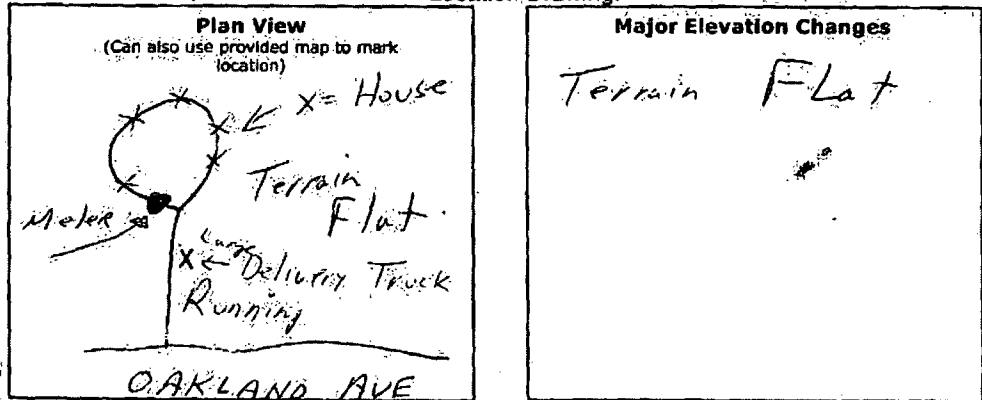 Plan View
(Can also use provided map to mark
location)
X = House
Terrain
Flat.
Meter
Large
X ← Delivery Truck
Running
OAKLAND AVE
Major Elevation Changes
Terrain FLat